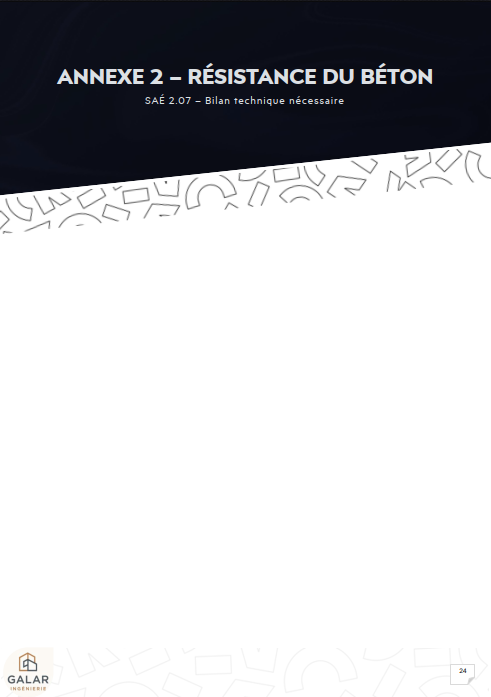 ANNEXE 2 – RÉSISTANCE DU BÉTON
SAÉ 2.07 – Bilan technique nécessaire
GALAR
INGÉNIERIE
24